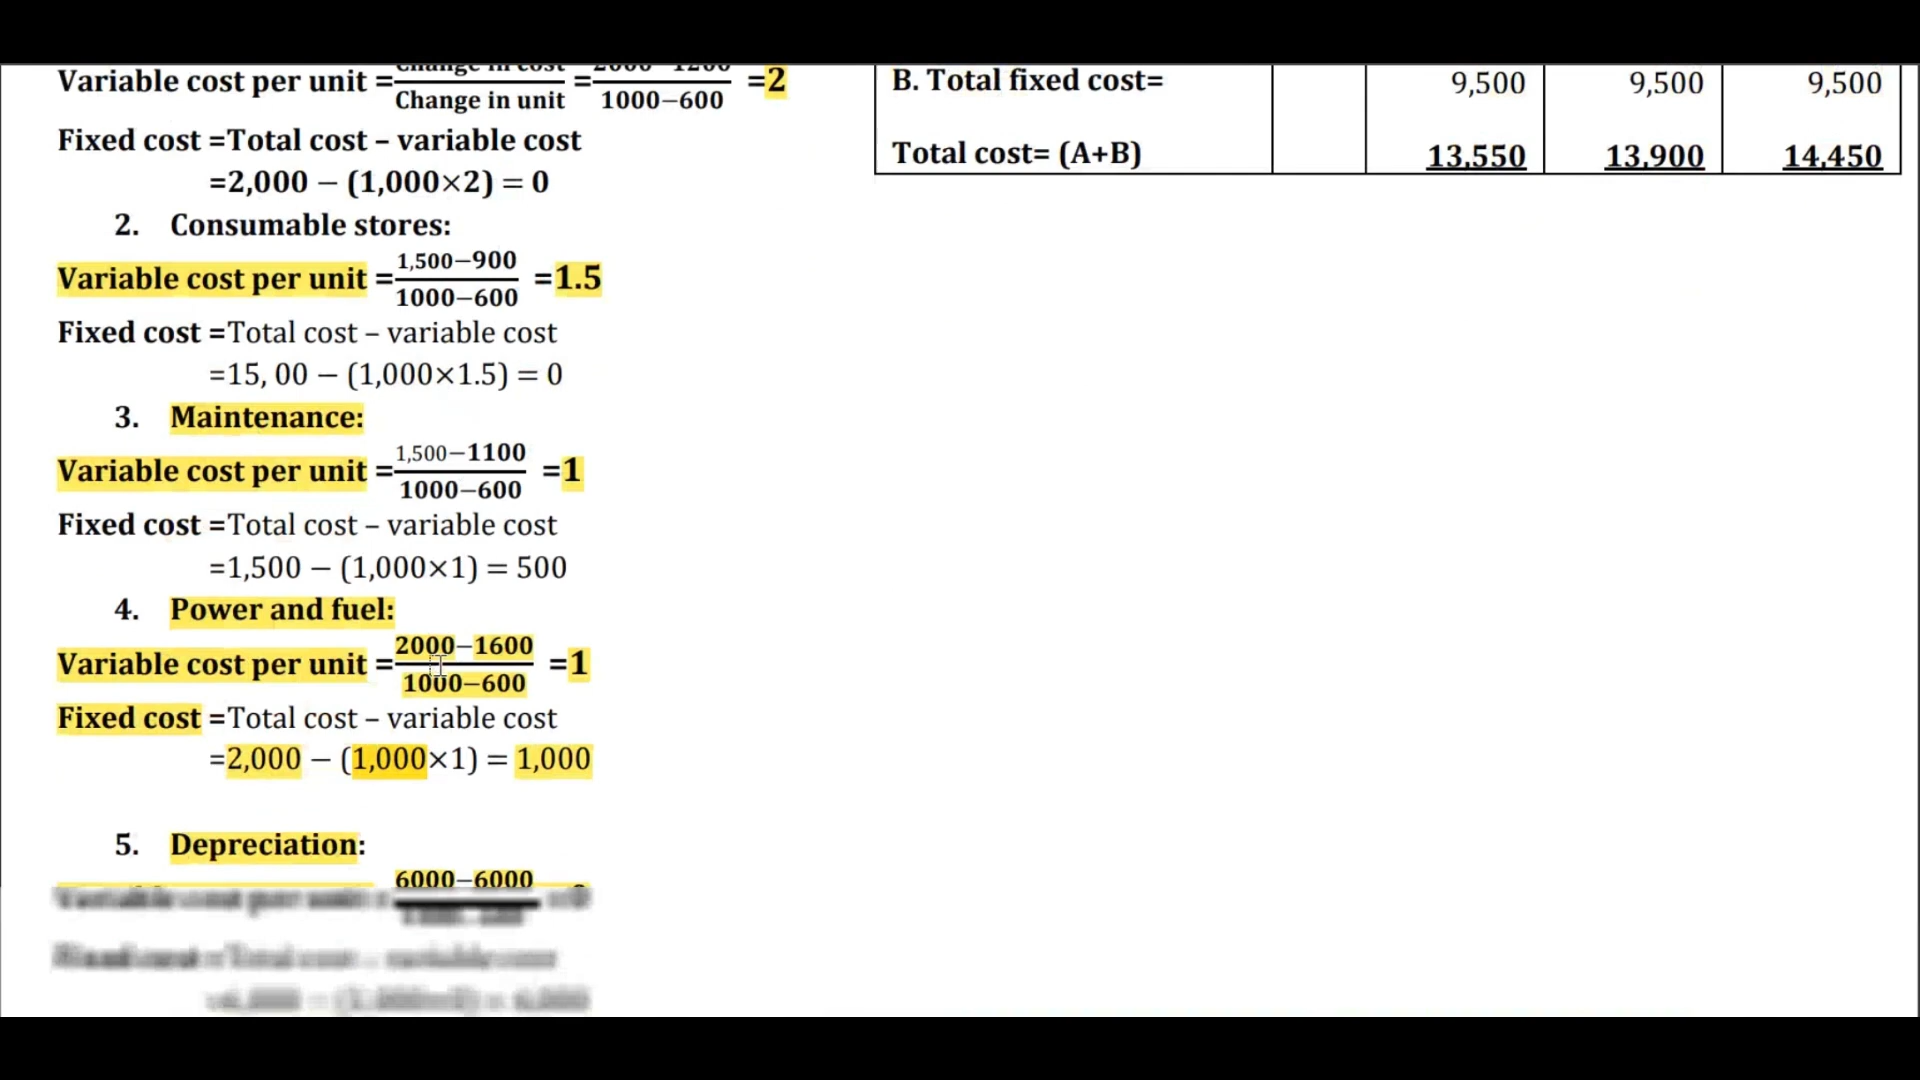 Variable cost per unit =Change in cost/Change in unit =2000−1200/1000−600 =2
Fixed cost =Total cost – variable cost
=2,000 − (1,000×2) = 0
2. Consumable stores:
Variable cost per unit =1,500−900/1000−600 =1.5
Fixed cost =Total cost – variable cost
=15, 00 − (1,000×1.5) = 0
3. Maintenance:
Variable cost per unit =1,500−1100/1000−600 =1
Fixed cost =Total cost – variable cost
=1,500 − (1,000×1) = 500
4. Power and fuel:
Variable cost per unit =2000−1600/1000−600 =1
Fixed cost =Total cost – variable cost
=2,000 − (1,000×1) = 1,000
5. Depreciation:
6000−6000
B. Total fixed cost= 9,500 9,500 9,500
Total cost= (A+B) 13,550 13,900 14,450